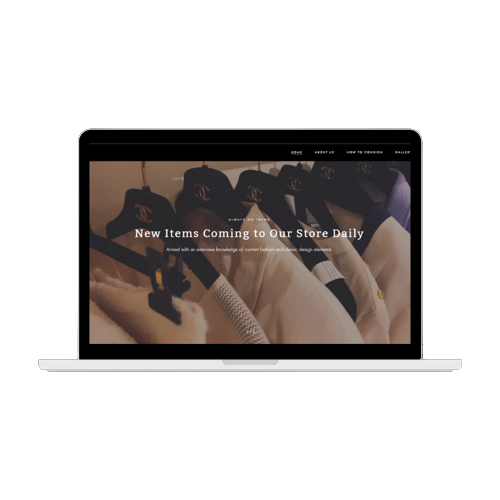 HOME ABOUT US HOW TO CONSIGN GALLERY
ALWAYS ON TREND
New Items Coming to Our Store Daily
Armed with an extensive knowledge of current fashion and classic design elements.